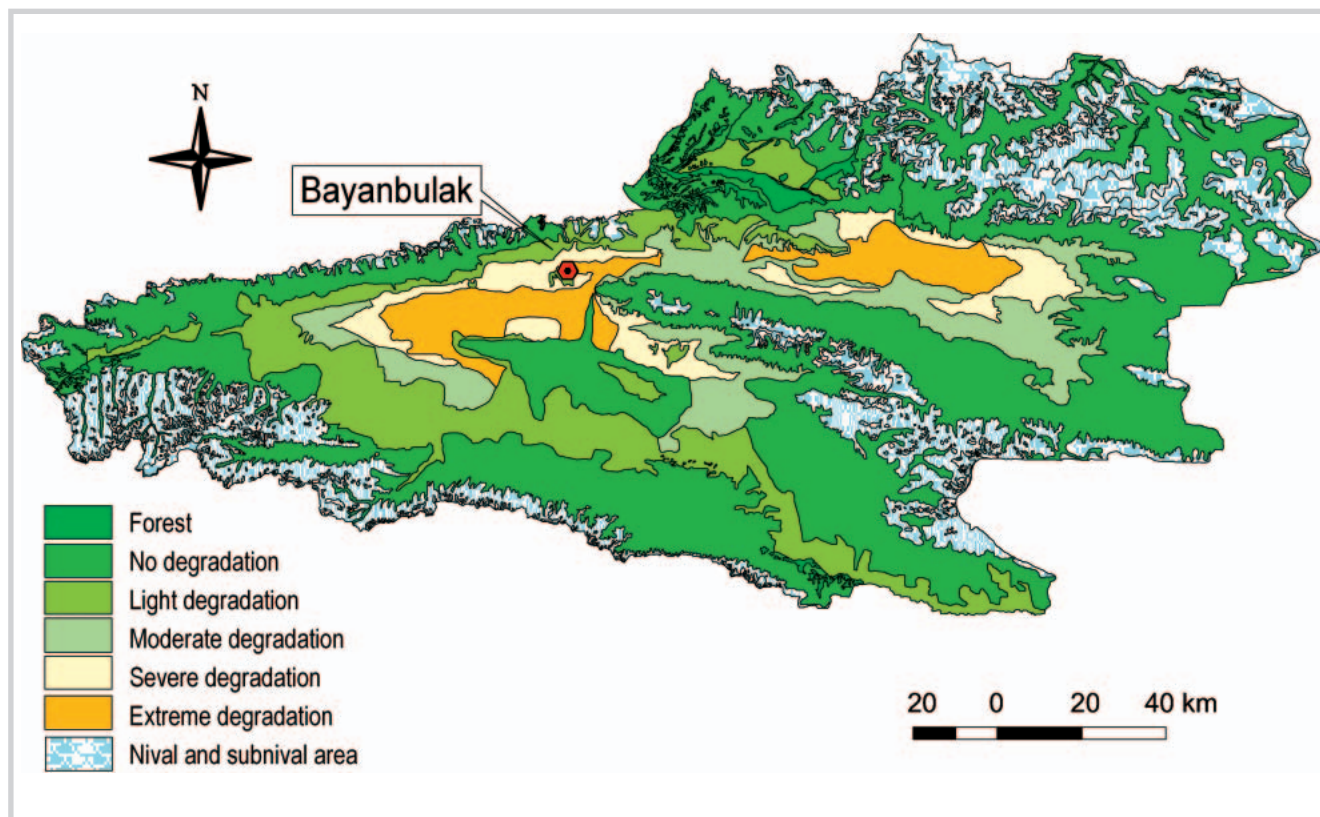 N
Bayanbulak
Forest
No degradation
Light degradation
Moderate degradation
Severe degradation
Extreme degradation
Nival and subnival area
20 0 20 40 km